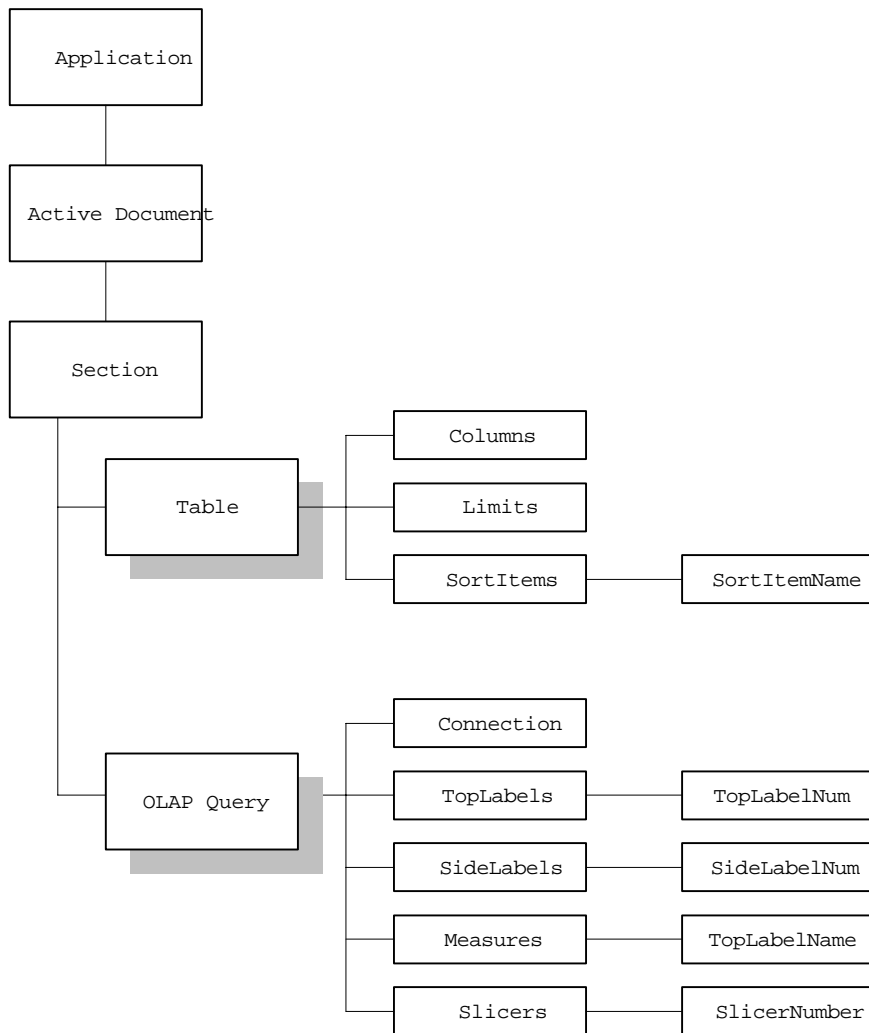 Application
Active Document
Section
Columns
Table
Limits
SortItems
SortItemName
Connection
OLAP Query
TopLabels
TopLabelNum
SideLabels
SideLabelNum
Measures
TopLabelName
Slicers
SlicerNumber